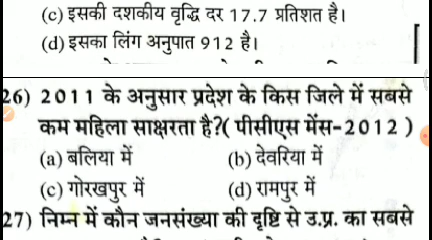 (c) इसकी दशकीय वृद्धि दर 17.7 प्रतिशत है।
(d) इसका लिंग अनुपात 912 है।
26) 2011 के अनुसार प्रदेश के किस जिले में सबसे
कम महिला साक्षरता है?( पीसीएस मेंस-2012 )
(a) बलिया में (b) देवरिया में
(c) गोरखपुर में (d) रामपुर में
27) निम्न में कौन जनसंख्या की दृष्टि से उ.प्र. का सबसे